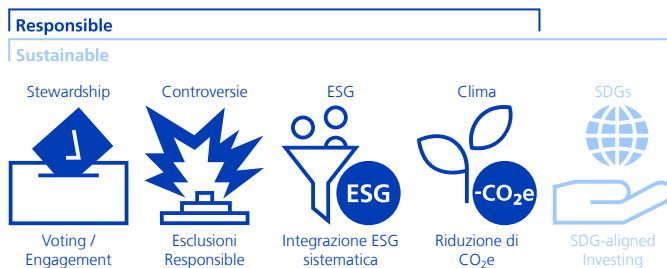 Responsible
Sustainable
Stewardship
Controversie
ESG
Clima
SDGs
ESG
-CO₂e
Voting /
Engagement
Esclusioni
Responsible
Integrazione ESG
sistematica
Riduzione di
CO₂e
SDG-aligned
Investing